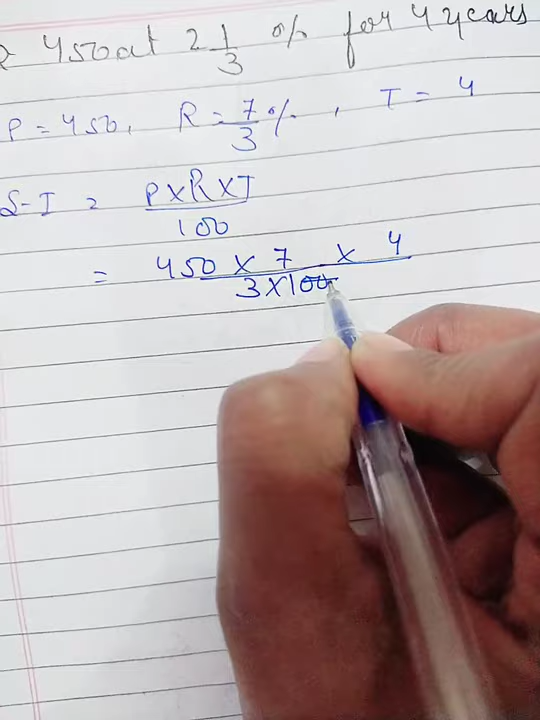 ₹ 450 at 2 1/3 % for 4 years
P = 450, R = 7/3 %, T = 4
S-I = P×R×T
100
= 450 × 7 × 4
3×100